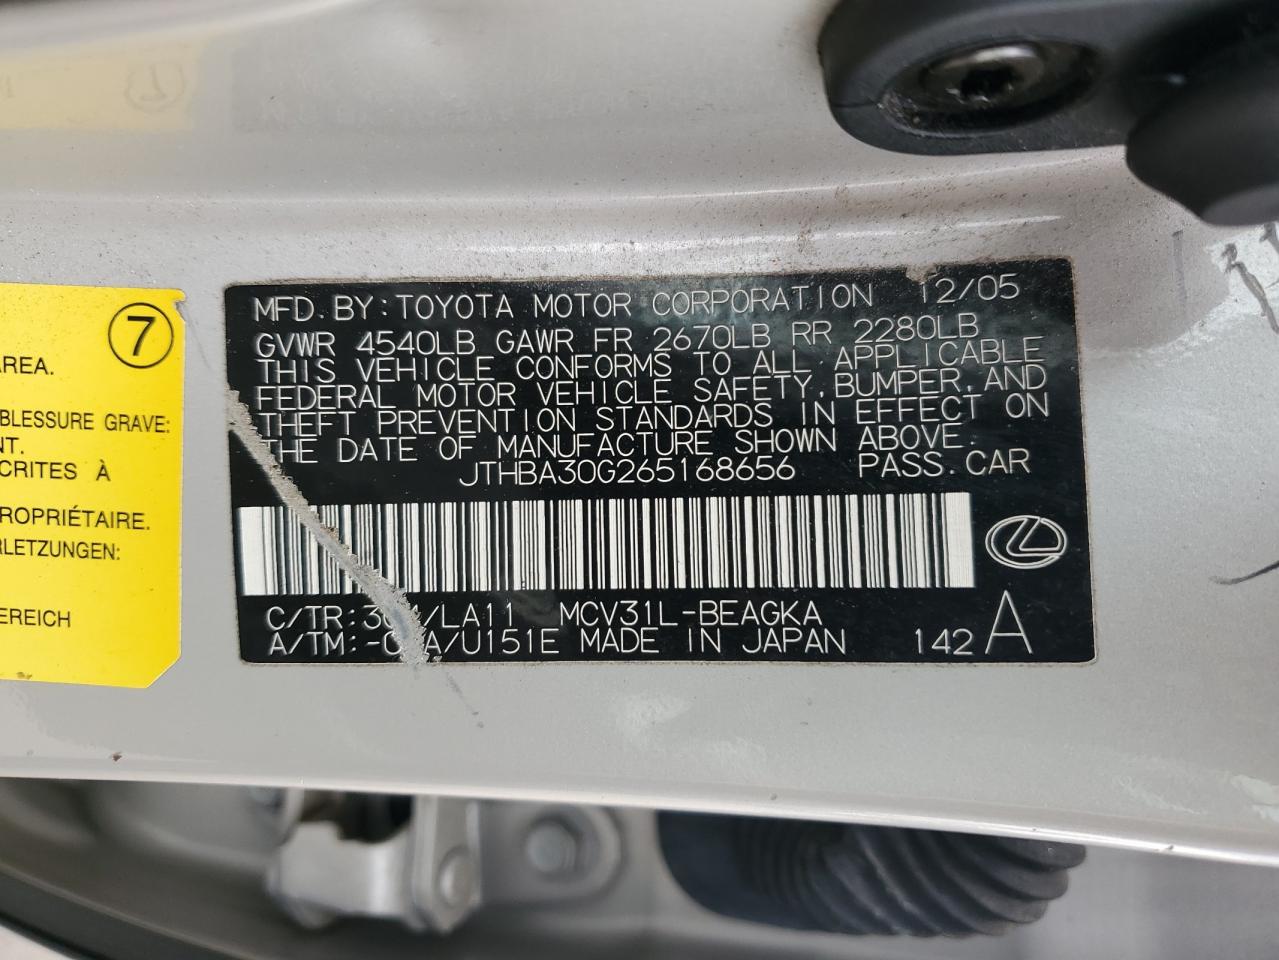 7
AREA.
BLESSURE GRAVE:
NT.
CRITES À
PROPRIÉTAIRE.
RLETZUNGEN:
EREICH
MFD. BY: TOYOTA MOTOR CORPORATION 12/05
GVWR 4540LB GAWR FR 2670LB RR 2280LB
THIS VEHICLE CONFORMS TO ALL APPLICABLE
FEDERAL MOTOR VEHICLE SAFETY, BUMPER, AND
THEFT PREVENTION STANDARDS IN EFFECT ON
THE DATE OF MANUFACTURE SHOWN ABOVE.
JTHBA30G265168656 PASS. CAR
C/TR: /LA11 MCV31L-BEAGKA
A/TM: /U151E MADE IN JAPAN 142 A